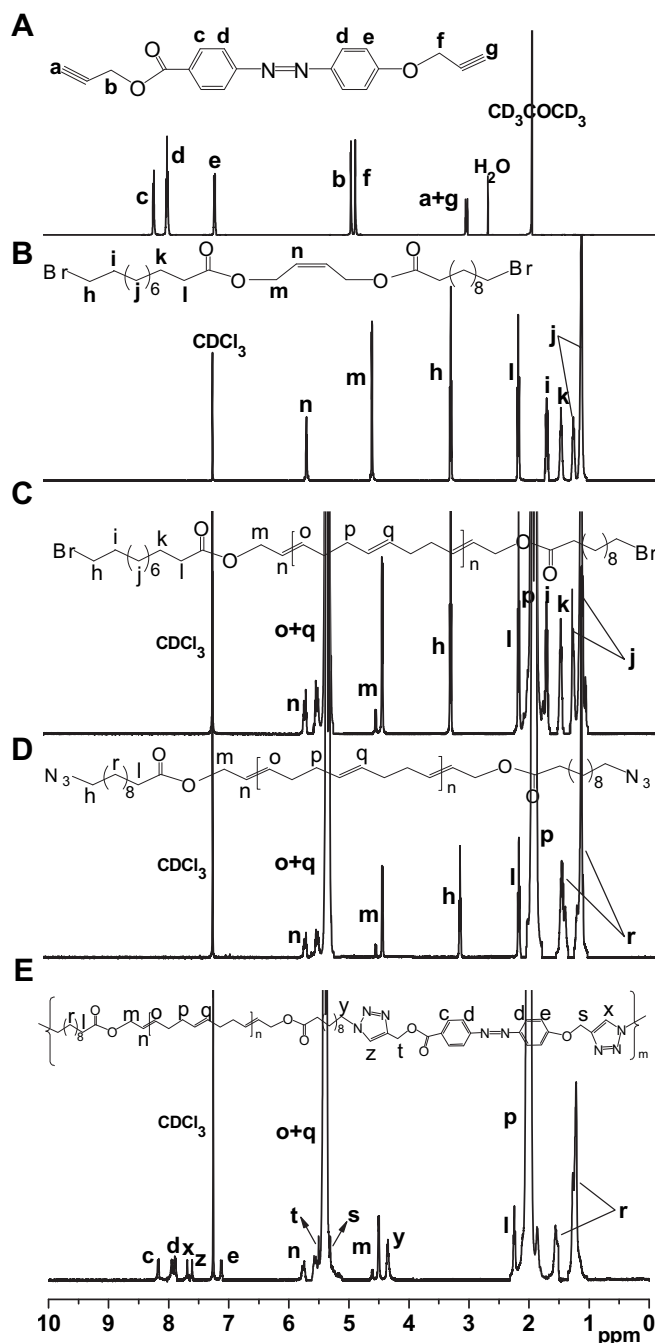 A
c d d e f
a O N N g
b O O
CD3COCD3
c d e b f a+g H2O
B
Br i k O n O Br
h j 6 l O m O 8
CDCl3
n m h l i k j
C
Br i k O m o p q O Br
h j 6 l O n n O 8
CDCl3
o+q
n m h l p i k j
D
N3 r l O m o p q O N3
h 8 O n n O 8
CDCl3
o+q
n m h l p r
E
r l O m o p q O y N N N c d d e s x
8 O n n O 8 N z t O O N N O N N N m
CDCl3
o+q
p
c d x z e n t s m y l r
10 9 8 7 6 5 4 3 2 1 0
ppm